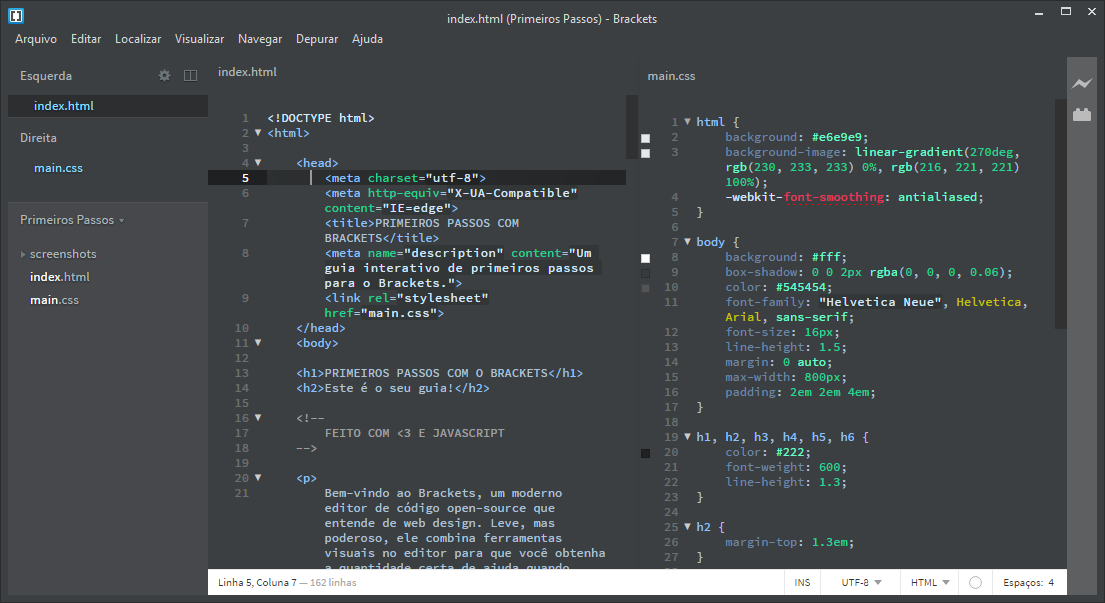 index.html (Primeiros Passos) - Brackets
Arquivo Editar Localizar Visualizar Navegar Depurar Ajuda
Esquerda
index.html
Direita
main.css
Primeiros Passos
screenshots
index.html
main.css
index.html
1 <!DOCTYPE html>
2 <html>
3
4 <head>
5 <meta charset="utf-8">
6 <meta http-equiv="X-UA-Compatible"
content="IE=edge">
7 <title>PRIMEIROS PASSOS COM
BRACKETS</title>
8 <meta name="description" content="Um
guia interativo de primeiros passos
para o Brackets.">
9 <link rel="stylesheet"
href="main.css">
10 </head>
11 <body>
12
13 <h1>PRIMEIROS PASSOS COM O BRACKETS</h1>
14 <h2>Este é o seu guia!</h2>
15
16 <!--
17 FEITO COM <3 E JAVASCRIPT
18 -->
19
20 <p>
21 Bem-vindo ao Brackets, um moderno
editor de código open-source que
entende de web design. Leve, mas
poderoso, ele combina ferramentas
visuais no editor para que você obtenha
a quantidade certa de ajuda quando
main.css
1 html {
2 background: #e6e9e9;
3 background-image: linear-gradient(270deg,
rgb(230, 233, 233) 0%, rgb(216, 221, 221)
100%);
4 -webkit-font-smoothing: antialiased;
5 }
6
7 body {
8 background: #fff;
9 box-shadow: 0 0 2px rgba(0, 0, 0, 0.06);
10 color: #545454;
11 font-family: "Helvetica Neue", Helvetica,
Arial, sans-serif;
12 font-size: 16px;
13 line-height: 1.5;
14 margin: 0 auto;
15 max-width: 800px;
16 padding: 2em 2em 4em;
17 }
18
19 h1, h2, h3, h4, h5, h6 {
20 color: #222;
21 font-weight: 600;
22 line-height: 1.3;
23 }
24
25 h2 {
26 margin-top: 1.3em;
27 }
Linha 5, Coluna 7 — 162 linhas
INS UTF-8 HTML Espaços: 4